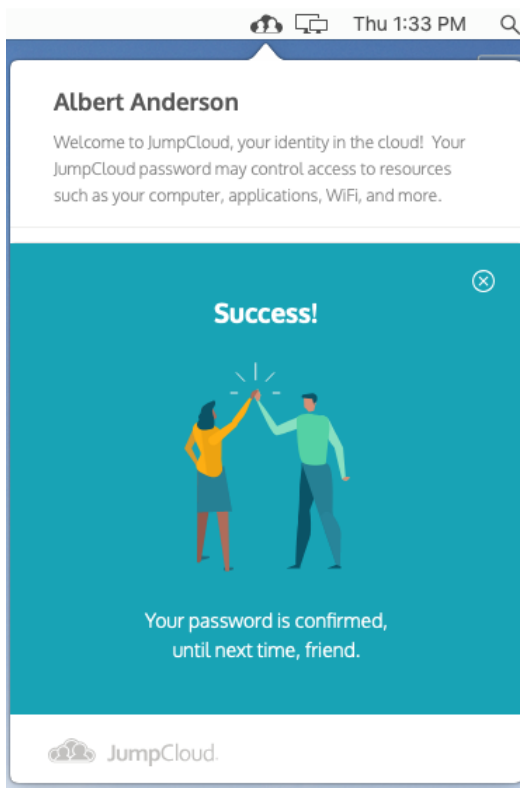 Thu 1:33 PM
Albert Anderson
Welcome to JumpCloud, your identity in the cloud! Your
JumpCloud password may control access to resources
such as your computer, applications, WiFi, and more.
Success!
Your password is confirmed,
until next time, friend.
JumpCloud.